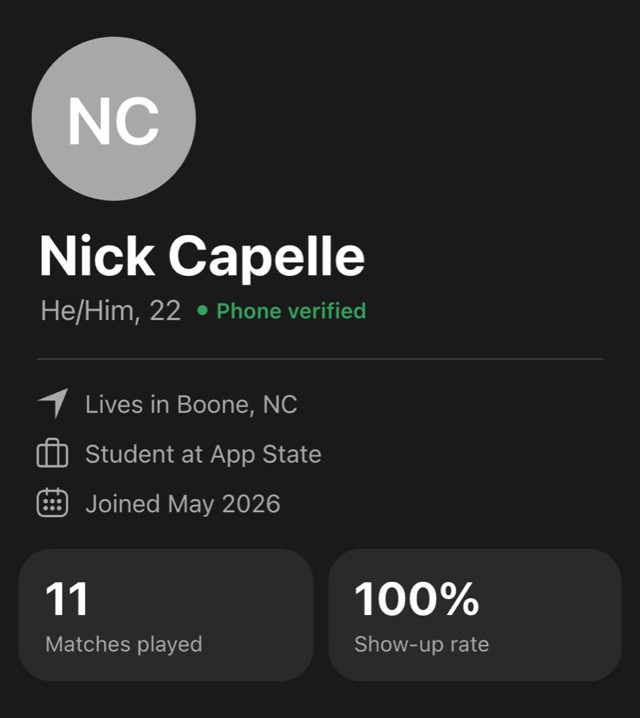 NC
Nick Capelle
He/Him, 22 • Phone verified
Lives in Boone, NC
Student at App State
Joined May 2026
11
Matches played
100%
Show-up rate